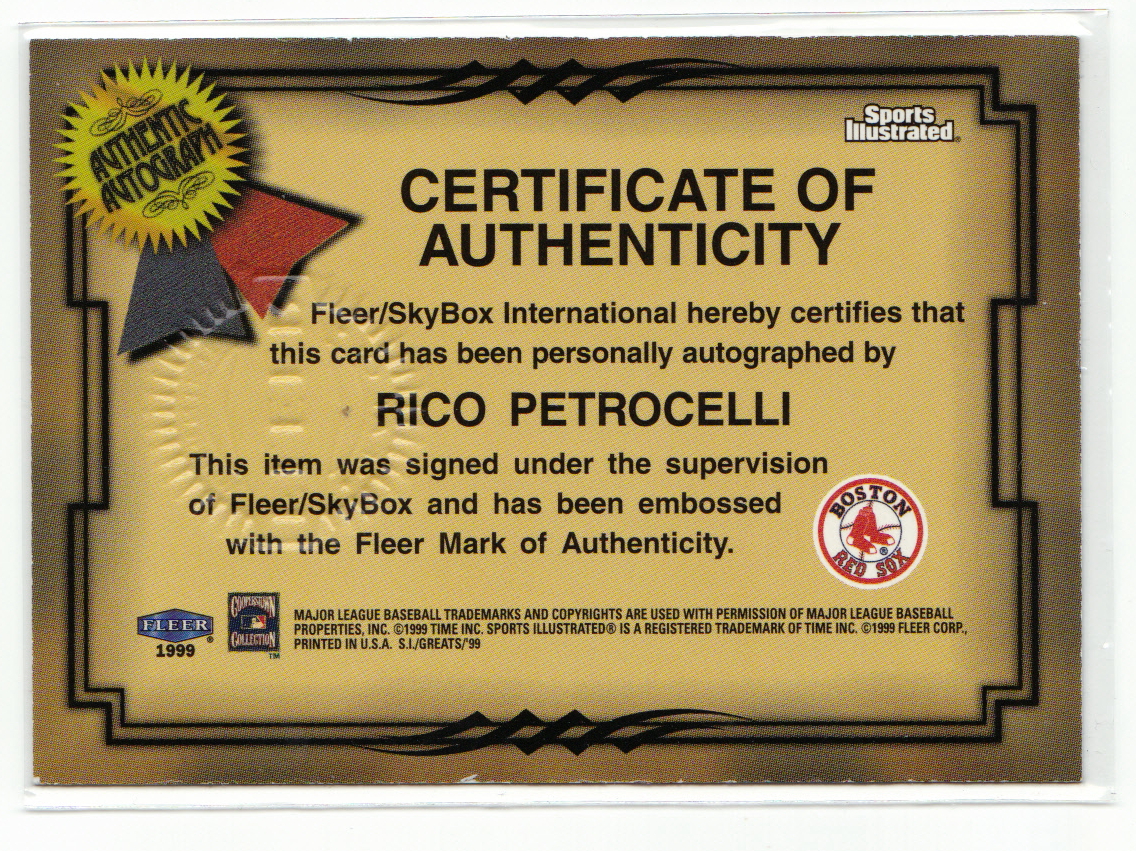 AUTHENTIC
AUTOGRAPH
Sports
Illustrated®
CERTIFICATE OF
AUTHENTICITY
Fleer/SkyBox International hereby certifies that
this card has been personally autographed by
RICO PETROCELLI
This item was signed under the supervision
of Fleer/SkyBox and has been embossed
with the Fleer Mark of Authenticity.
BOSTON
RED SOX
®
FLEER®
1999
COOPERSTOWN
COLLECTION
™
MAJOR LEAGUE BASEBALL TRADEMARKS AND COPYRIGHTS ARE USED WITH PERMISSION OF MAJOR LEAGUE BASEBALL
PROPERTIES, INC. ©1999 TIME INC. SPORTS ILLUSTRATED® IS A REGISTERED TRADEMARK OF TIME INC. ©1999 FLEER CORP.,
PRINTED IN U.S.A. S.I./GREATS/'99